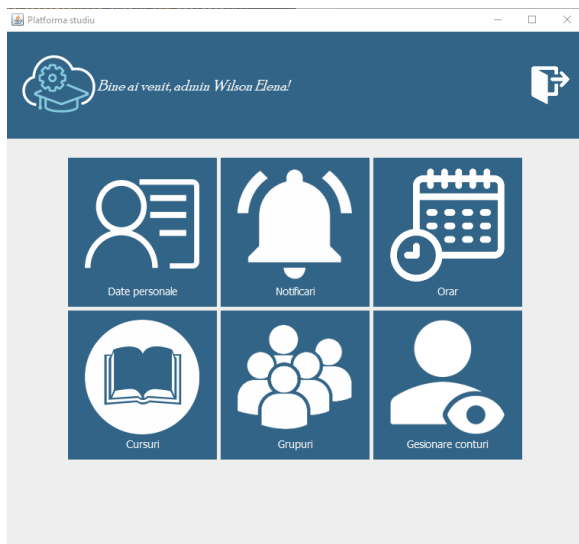 Platforma studiu
Bine ai venit, admin Wilson Elena!
Date personale
Notificari
Orar
Cursuri
Grupuri
Gesionare conturi